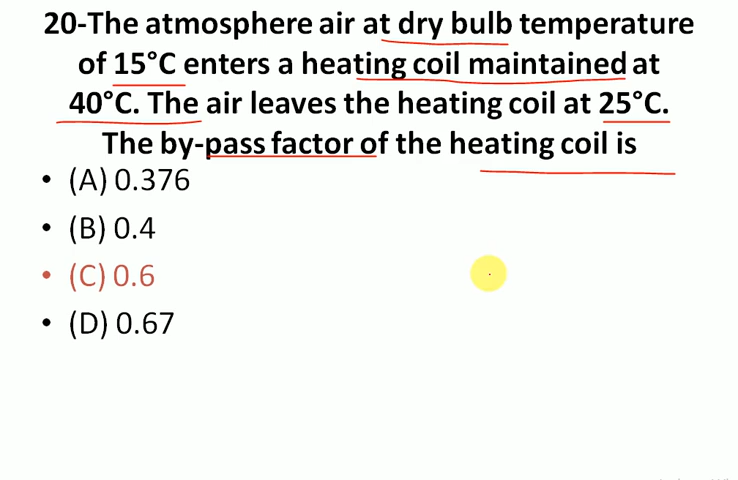 20-The atmosphere air at dry bulb temperature
of 15°C enters a heating coil maintained at
40°C. The air leaves the heating coil at 25°C.
The by-pass factor of the heating coil is
• (A) 0.376
• (B) 0.4
• (C) 0.6
• (D) 0.67